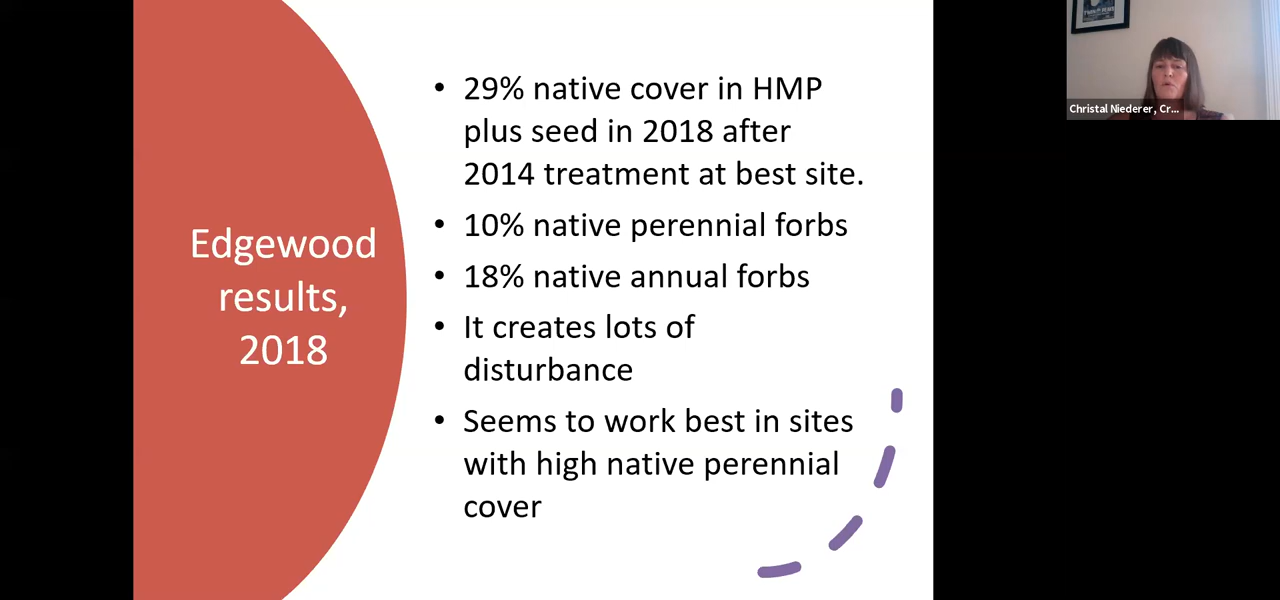 Edgewood
results,
2018
• 29% native cover in HMP
plus seed in 2018 after
2014 treatment at best site.
• 10% native perennial forbs
• 18% native annual forbs
• It creates lots of
disturbance
• Seems to work best in sites
with high native perennial
cover
Christal Niederer, Cr...